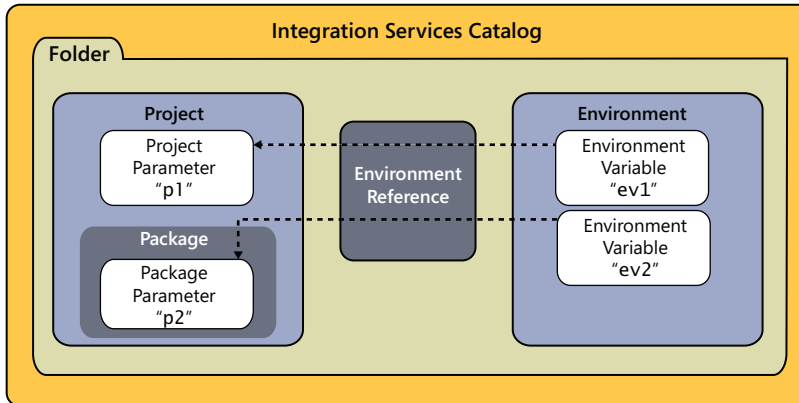 Integration Services Catalog
Folder
Project
Project
Parameter
“p1”
Package
Package
Parameter
“p2”
Environment
Reference
Environment
Environment
Variable
“ev1”
Environment
Variable
“ev2”